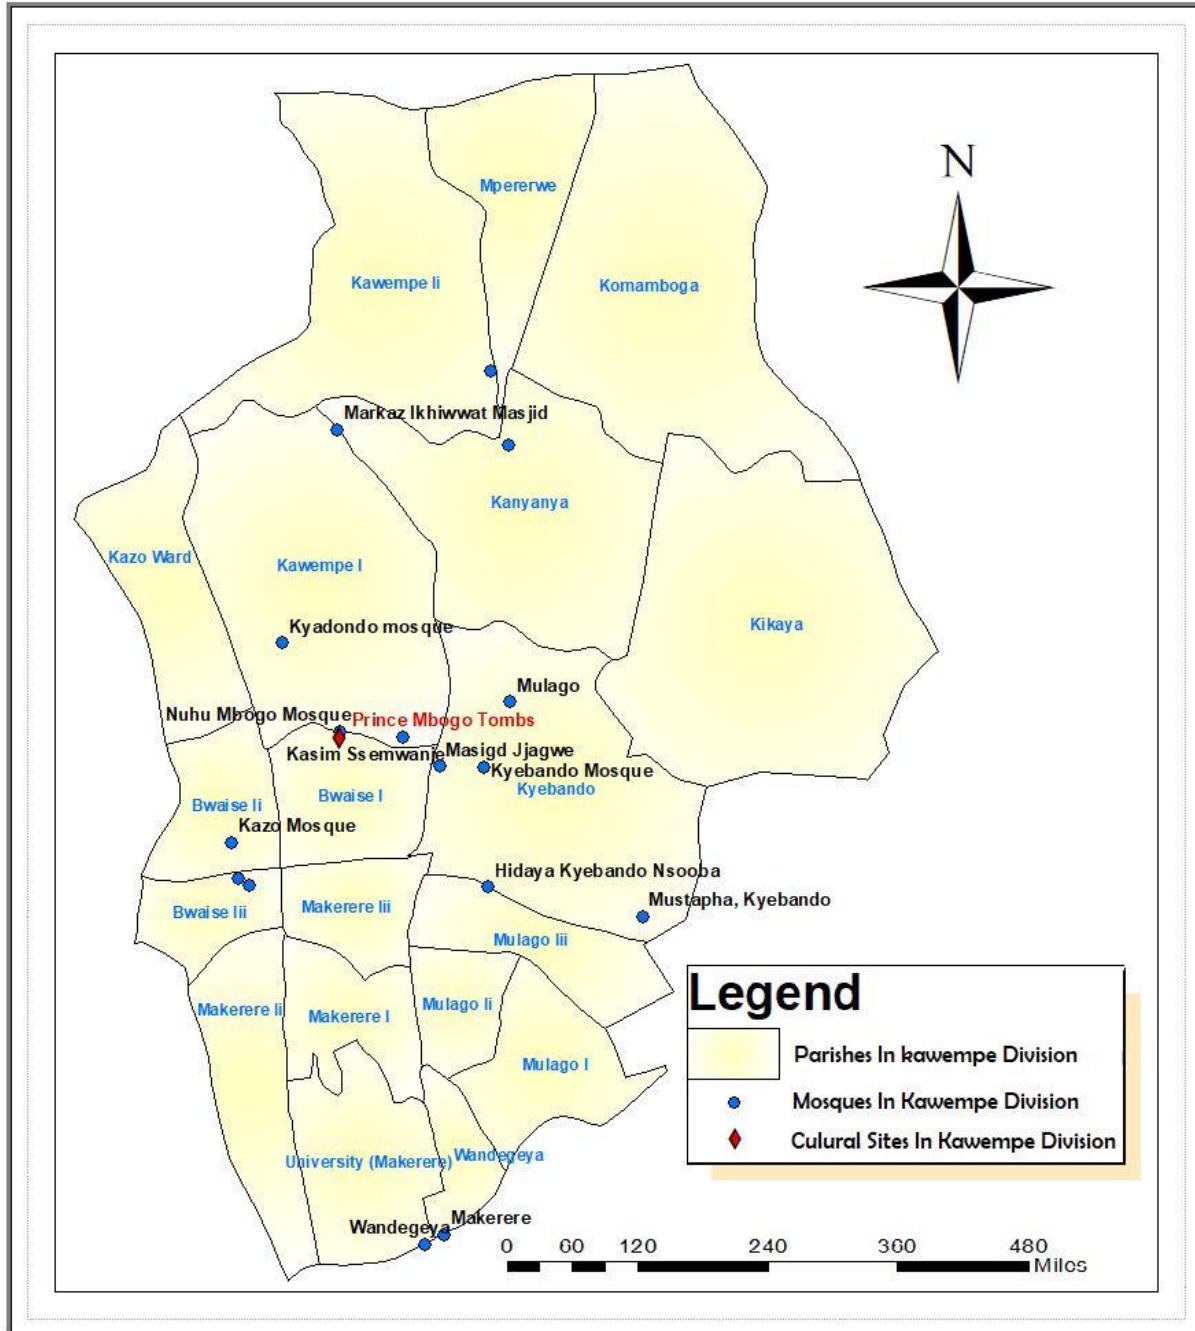 N
Mpererwe
Kawempe Ii
Komamboga
Markaz Ikhiwwat Masjid
Kanyanya
Kazo Ward
Kawempe I
Kikaya
Kyadondo mosque
Mulago
Nuhu Mbogo Mosque
Prince Mbogo Tombs
Kasim Ssemwanje
Masigd Jjagwe
Kyebando Mosque
Kyebando
Bwaise I
Bwaise Ii
Kazo Mosque
Hidaya Kyebando Nsooba
Mustapha, Kyebando
Bwaise Iii
Makerere Iii
Mulago Iii
Makerere Ii
Makerere I
Mulago Ii
Mulago I
University (Makerere)
Wandegeya
Wandegeya
Makerere
Legend
Parishes In kawempe Division
Mosques In Kawempe Division
Culural Sites In Kawempe Division
0 60 120 240 360 480
Miles